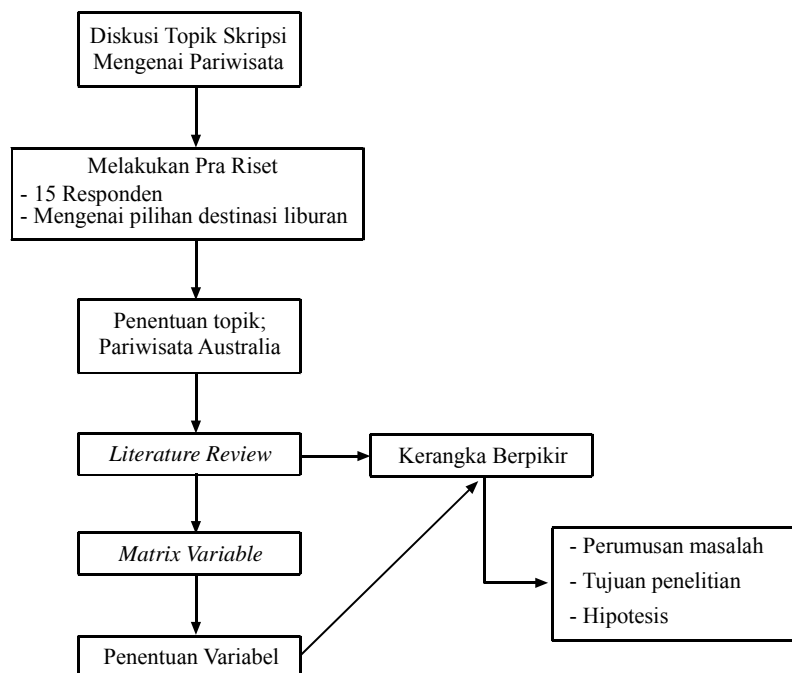 Diskusi Topik Skripsi
Mengenai Pariwisata
Melakukan Pra Riset
- 15 Responden
- Mengenai pilihan destinasi liburan
Penentuan topik;
Pariwisata Australia
Literature Review
Kerangka Berpikir
Matrix Variable
- Perumusan masalah
- Tujuan penelitian
- Hipotesis
Penentuan Variabel